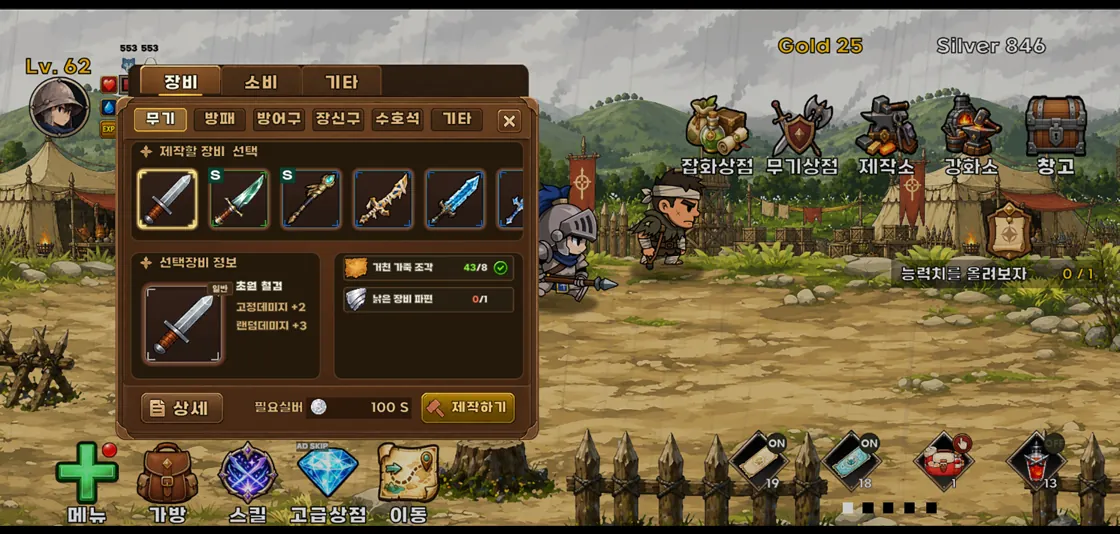 553 553
Lv. 62
EXP
Gold 25
Silver 846
장비
소비
기타
무기
방패
방어구
장신구
수호석
기타
제작할 장비 선택
S
S
선택장비 정보
일반
초원 철검
고정데미지 +2
랜덤데미지 +3
거친 가죽 조각 43/8
낡은 장비 파편 0/1
상세
필요실버
100 S
제작하기
잡화상점
무기상점
제작소
강화소
창고
능력치를 올려보자 0/1
메뉴
가방
스킬
AD SKIP
고급상점
이동
ON
19
ON
18
1
OFF
13